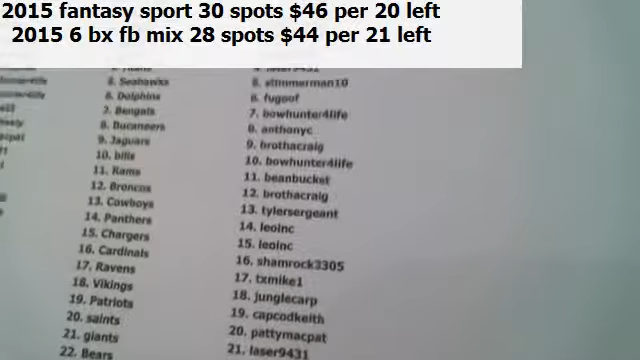 2015 fantasy sport 30 spots $46 per 20 left
2015 6 bx fb mix 28 spots $44 per 21 left
Seahawks
Dolphins
7. Bengals
8. Bucaneers
9. Jaguars
10. bills
11. Rams
12. Broncos
13. Cowboys
14. Panthers
15. Chargers
16. Cardinals
17. Ravens
18. Vikings
19. Patriots
20. saints
21. giants
22. Bears
6. fugoof
7. bowhunter4life
8. anthonyc
9. brothacraig
10. bowhunter4life
11. beanbucket
12. brothacraig
13. tylersergeant
14. leoinc
15. leoinc
16. shamrock3305
17. txmike1
18. junglecarp
19. capcodkeith
20. pattymacpat
21. laser9431